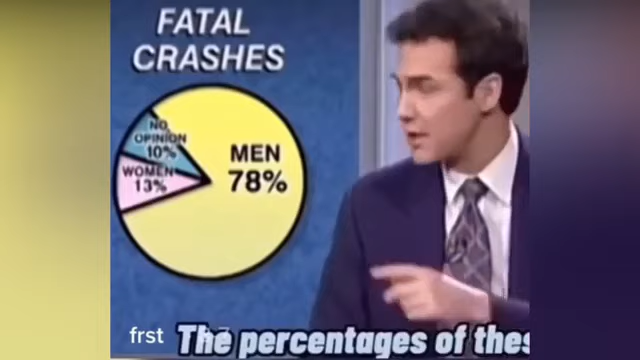 FATAL
CRASHES
NO
OPINION
10%
WOMEN
13%
MEN
78%
frst
The percentages of thes